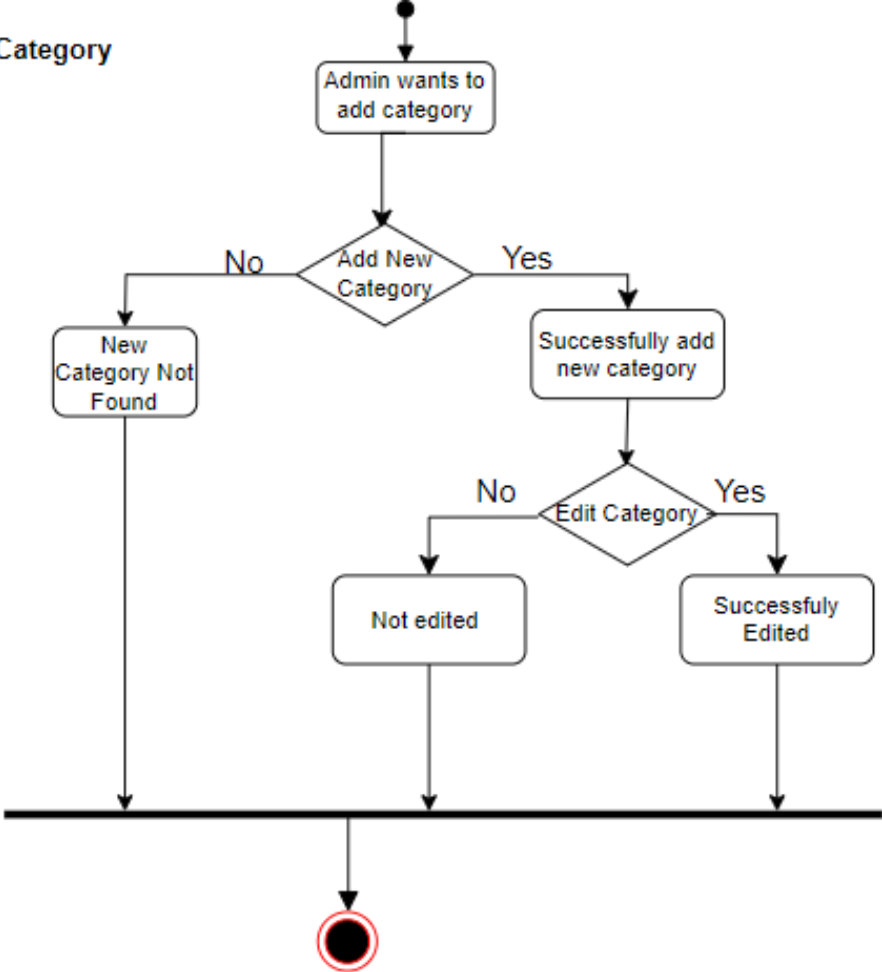 Category
Admin wants to
add category
No
Yes
Add New
Category
New
Category Not
Found
Successfully add
new category
No
Yes
Edit Category
Not edited
Successfuly
Edited